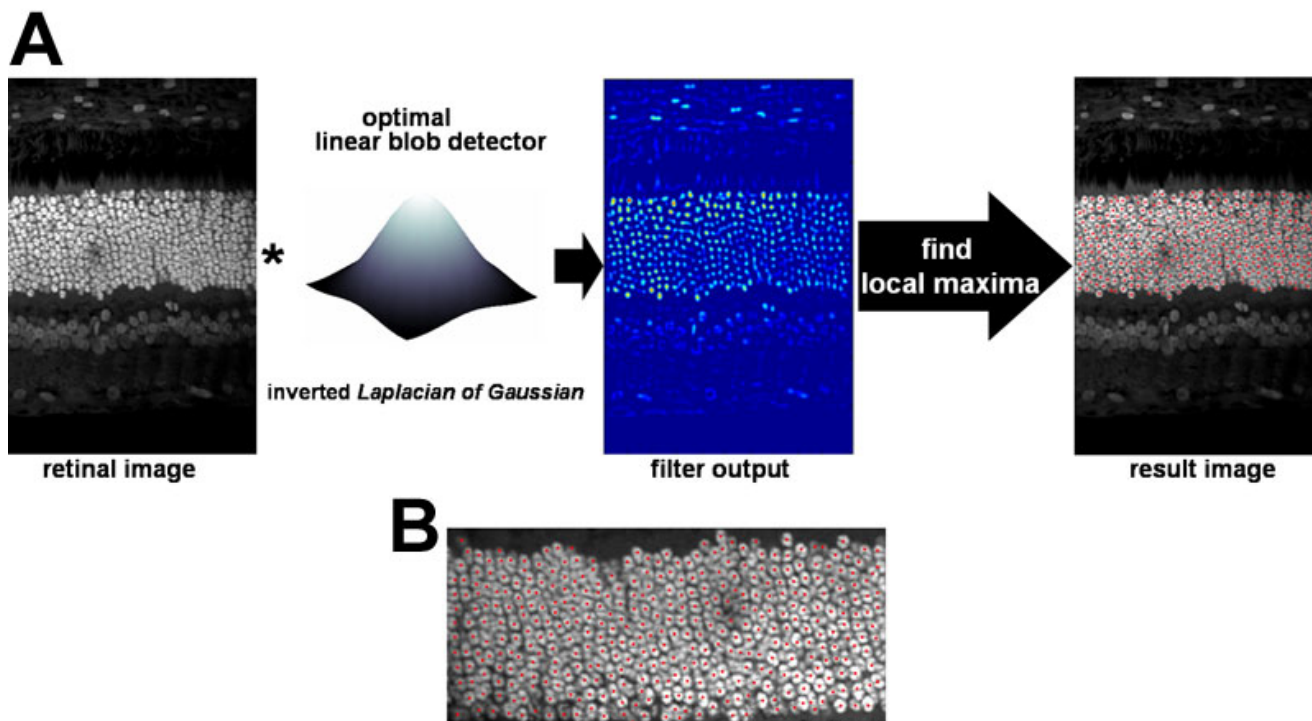 A
optimal
linear blob detector
*
find
local maxima
inverted Laplacian of Gaussian
retinal image
filter output
result image
B